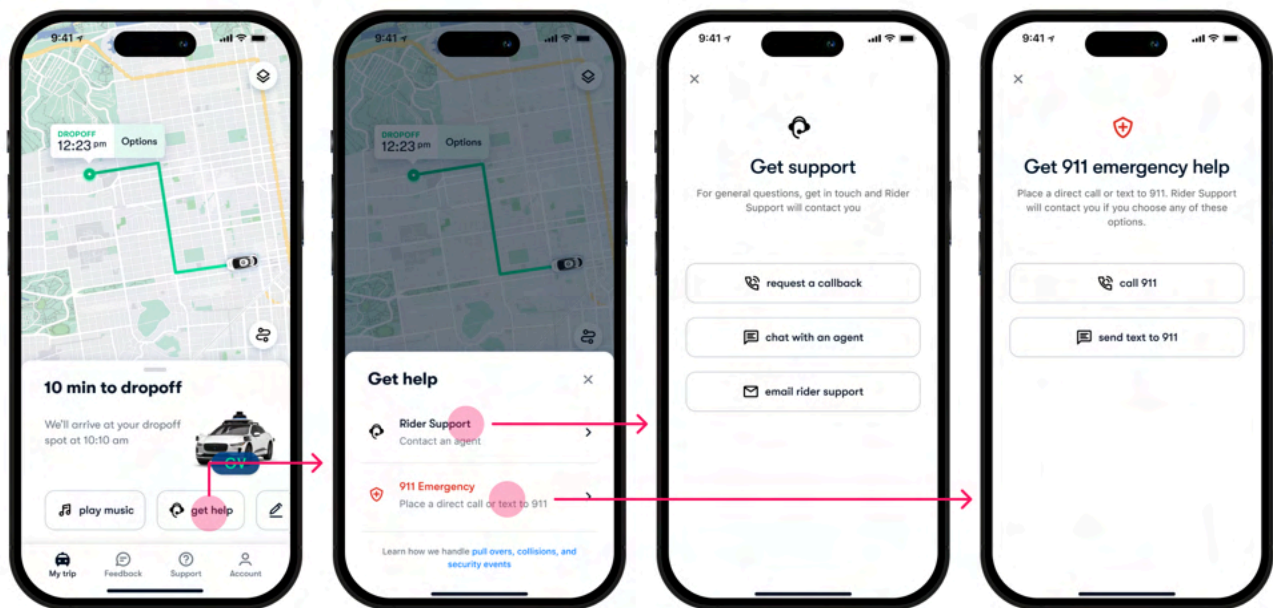 9:41
DROPOFF
12:23 pm
Options
10 min to dropoff
We'll arrive at your dropoff
spot at 10:10 am
GV
play music
get help
My trip
Feedback
Support
Account
9:41
DROPOFF
12:23 pm
Options
Get help
Rider Support
Contact an agent
911 Emergency
Place a direct call or text to 911
Learn how we handle pull overs, collisions, and
security events
9:41
Get support
For general questions, get in touch and Rider
Support will contact you
request a callback
chat with an agent
email rider support
9:41
Get 911 emergency help
Place a direct call or text to 911. Rider Support
will contact you if you choose any of these
options.
call 911
send text to 911